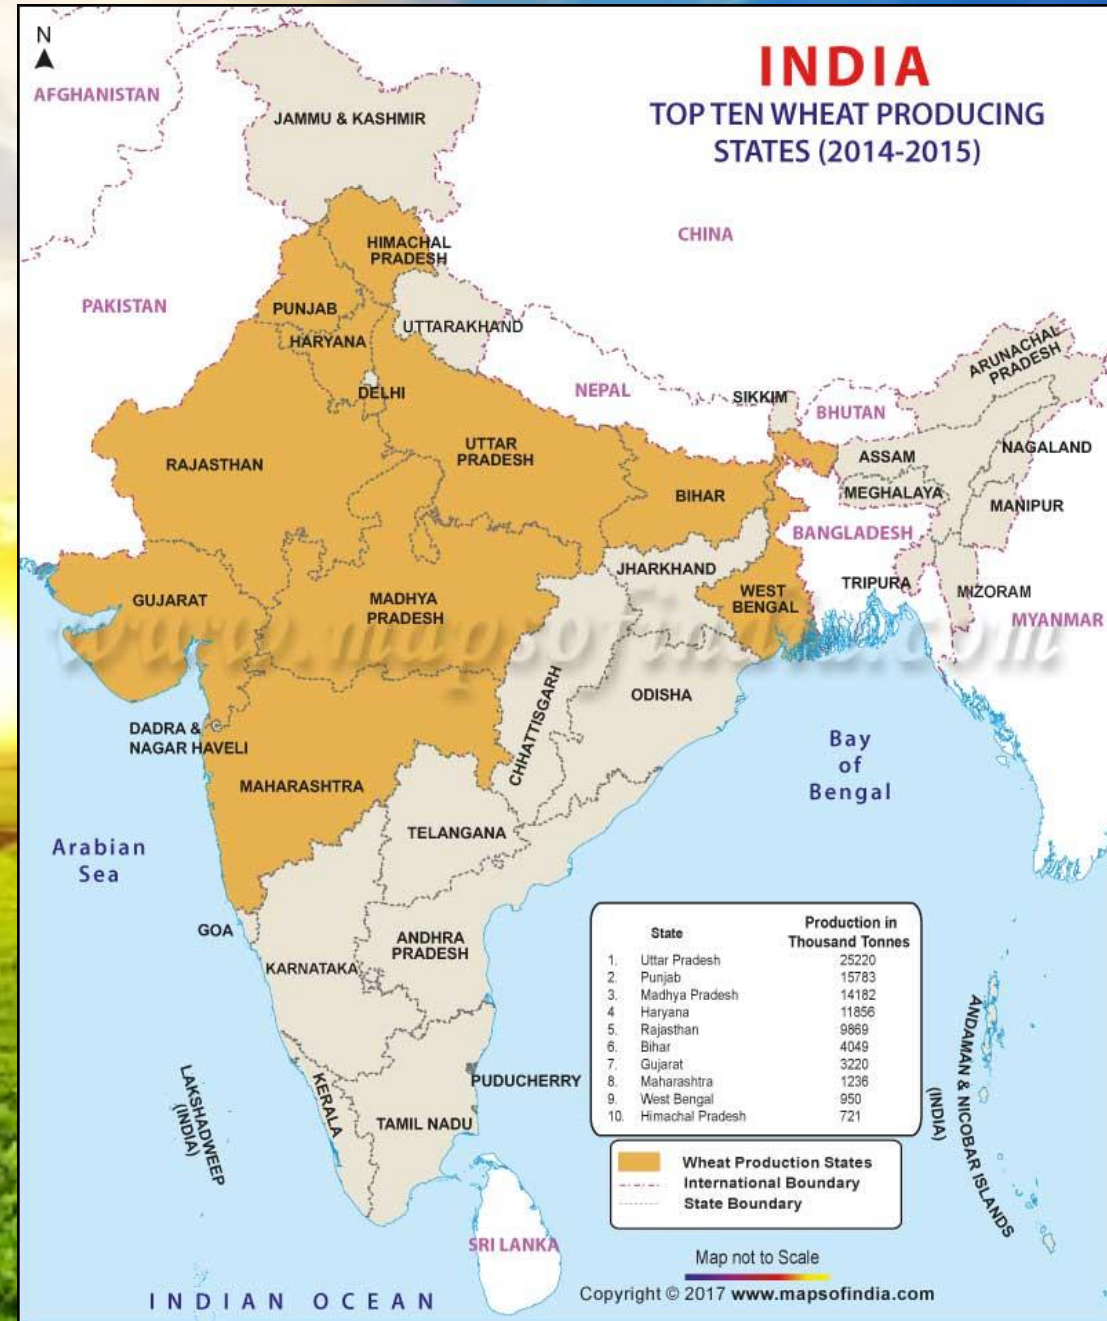 N
INDIA
TOP TEN WHEAT PRODUCING
STATES (2014-2015)
AFGHANISTAN
JAMMU & KASHMIR
CHINA
HIMACHAL
PRADESH
PAKISTAN
PUNJAB
UTTARAKHAND
HARYANA
ARUNACHAL
PRADESH
DELHI
NEPAL
SIKKIM
BHUTAN
RAJASTHAN
UTTAR
PRADESH
ASSAM
NAGALAND
BIHAR
MEGHALAYA
MANIPUR
BANGLADESH
JHARKHAND
TRIPURA
MIZORAM
GUJARAT
MADHYA
PRADESH
WEST
BENGAL
MYANMAR
www.mapsofindia.com
CHHATTISGARH
ODISHA
DADRA &
NAGAR HAVELI
MAHARASHTRA
Bay
of
Bengal
TELANGANA
Arabian
Sea
GOA
ANDHRA
PRADESH
KARNATAKA
State Production in
Thousand Tonnes
1. Uttar Pradesh 25220
2. Punjab 15783
3. Madhya Pradesh 14182
4 Haryana 11856
5. Rajasthan 9869
6. Bihar 4049
7. Gujarat 3220
8. Maharashtra 1236
9. West Bengal 950
10. Himachal Pradesh 721
ANDAMAN & NICOBAR ISLANDS
(INDIA)
LAKSHADWEEP
(INDIA)
KERALA
PUDUCHERRY
TAMIL NADU
Wheat Production States
International Boundary
State Boundary
SRI LANKA
Map not to Scale
Copyright © 2017 www.mapsofindia.com
INDIAN OCEAN